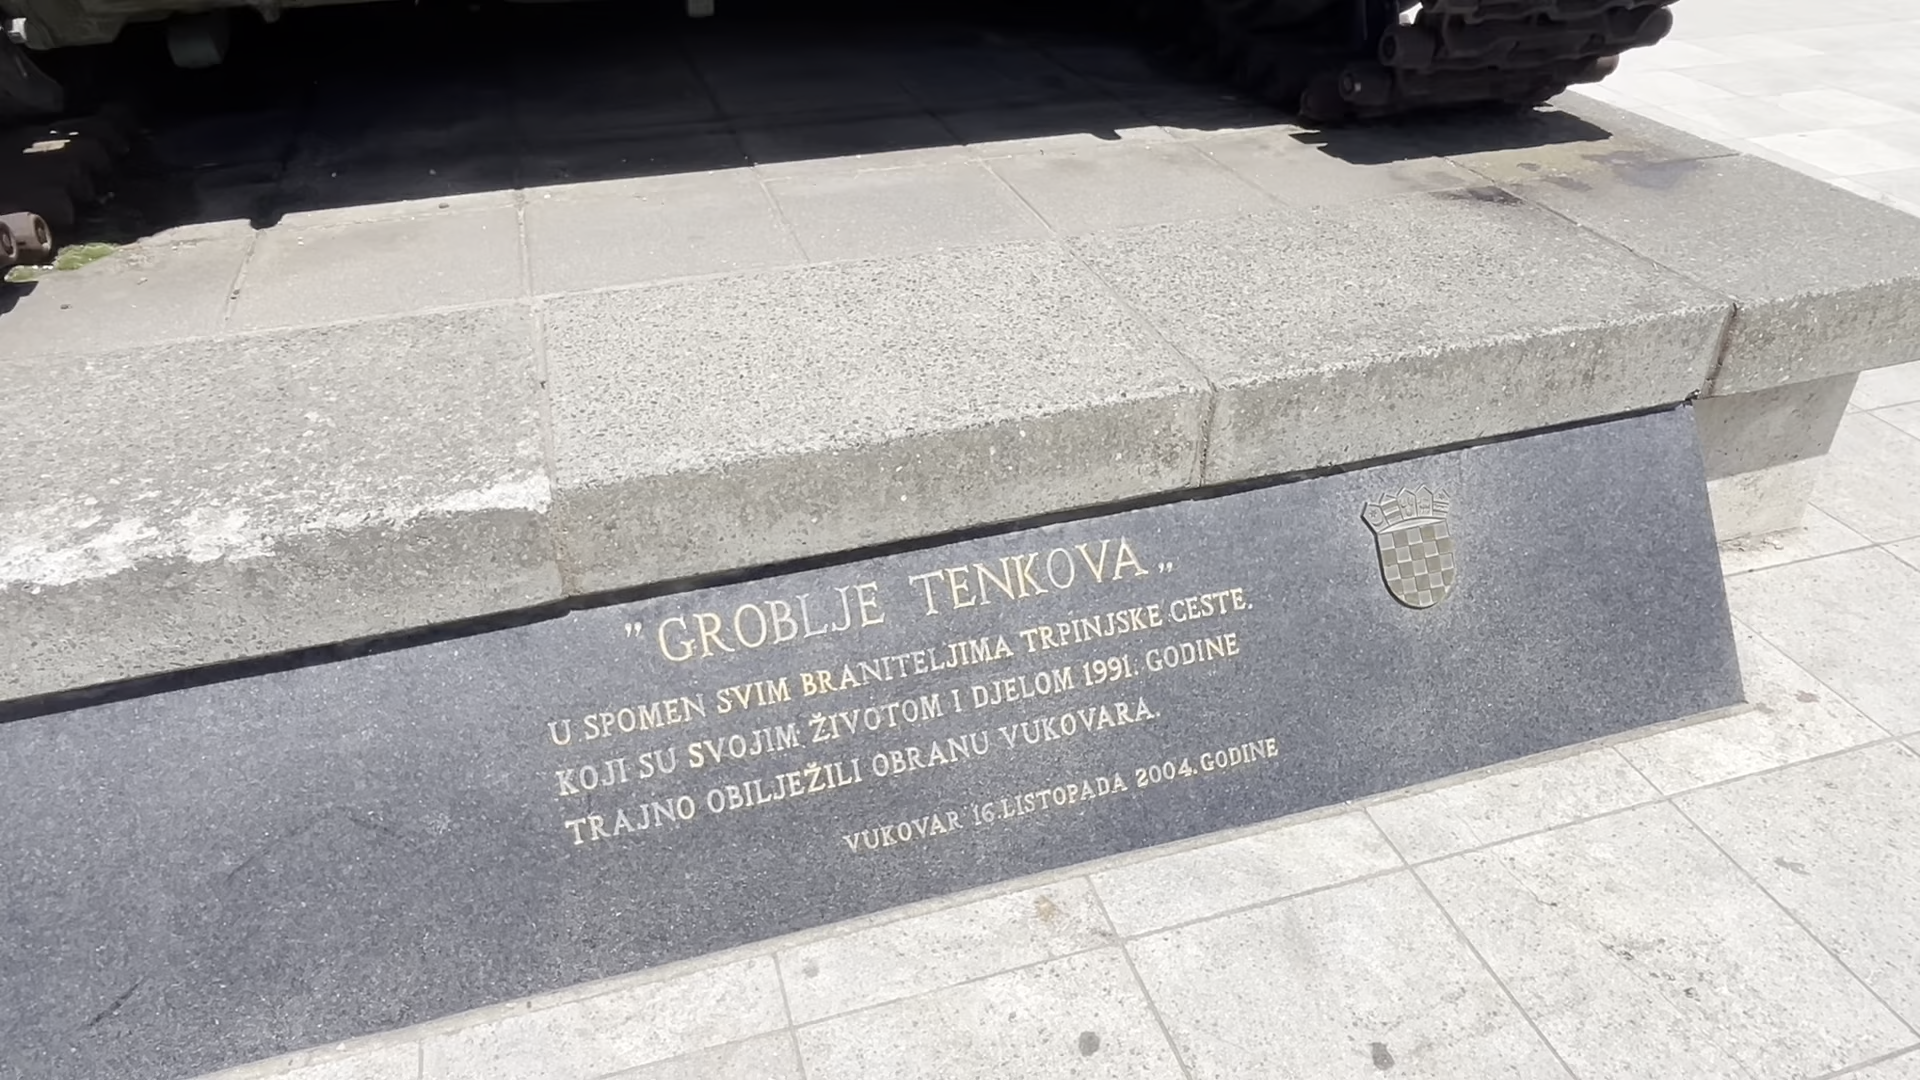 "GROBLJE TENKOVA"
U SPOMEN SVIM BRANITELJIMA TRPINJSKE CESTE.
KOJI SU SVOJIM ŽIVOTOM I DJELOM 1991. GODINE
TRAJNO OBILJEŽILI OBRANU VUKOVARA.
VUKOVAR 16.LISTOPADA 2004.GODINE